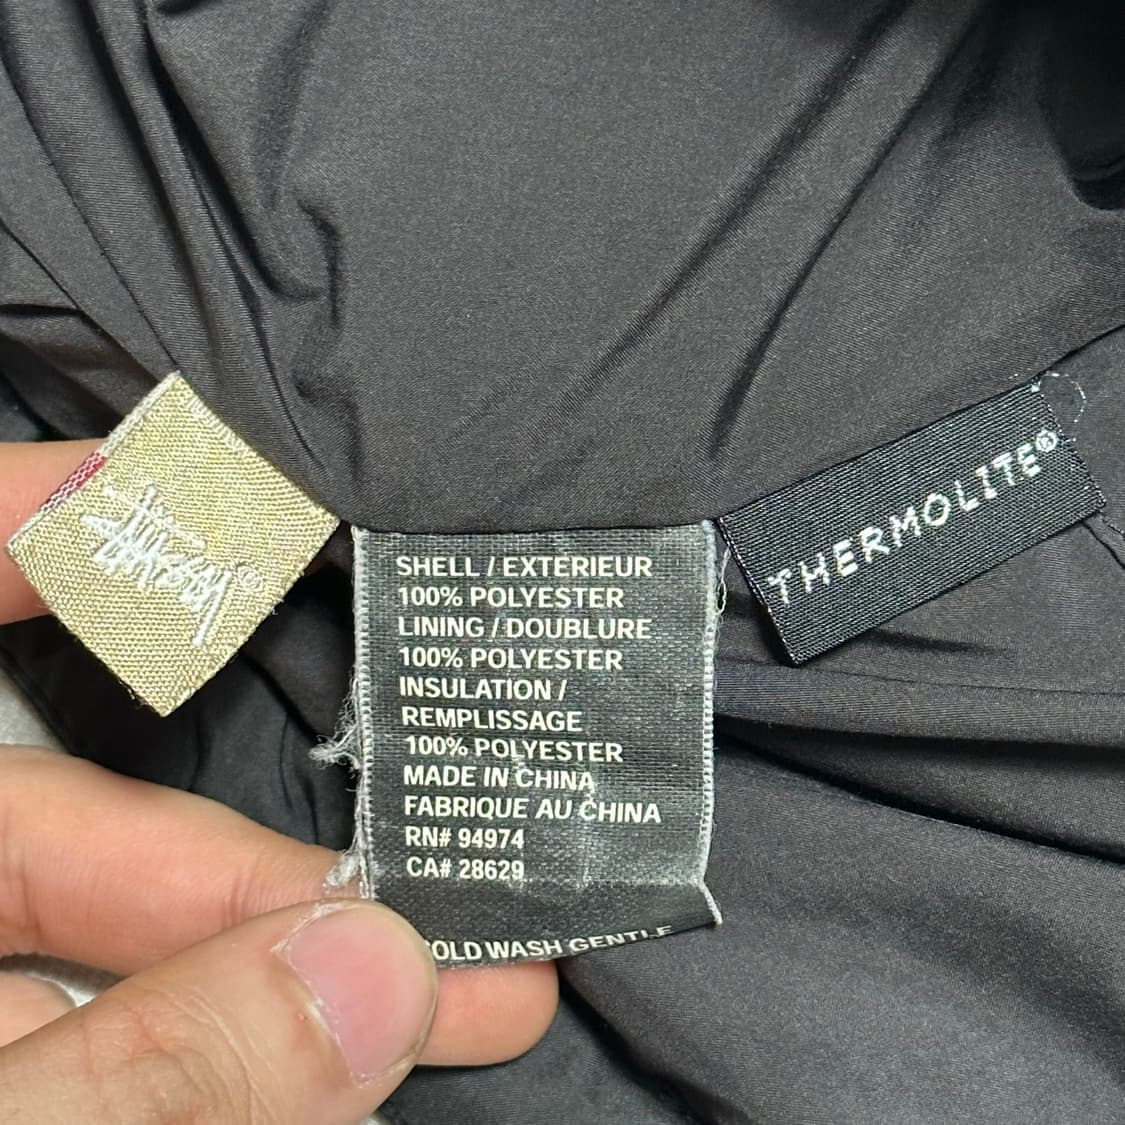 Stüssy®
SHELL / EXTERIEUR
100% POLYESTER
LINING / DOUBLURE
100% POLYESTER
INSULATION /
REMPLISSAGE
100% POLYESTER
MADE IN CHINA
FABRIQUE AU CHINA
RN# 94974
CA# 28629
OLD WASH GENTLE
THERMOLITE®